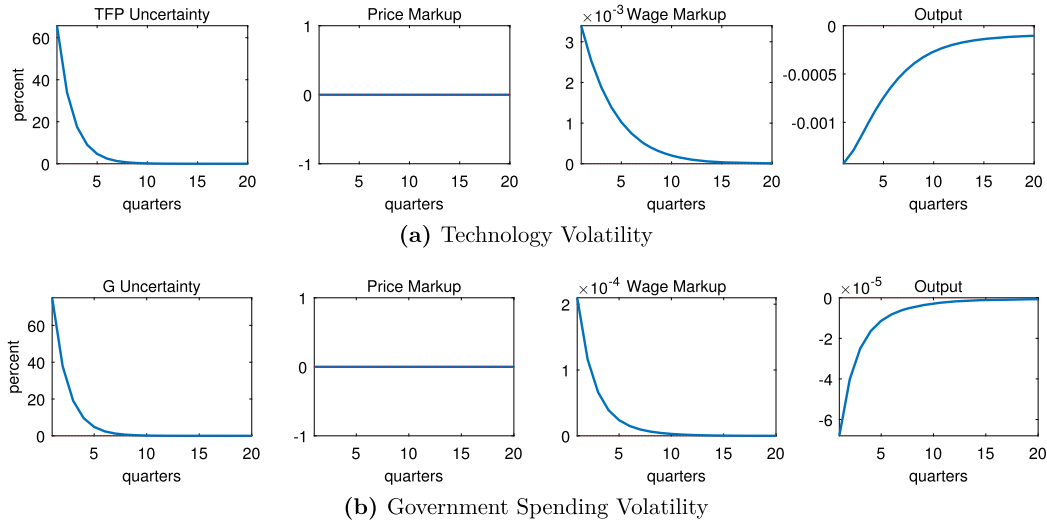 TFP Uncertainty
percent
60
40
20
0
5 10 15 20
quarters
Price Markup
1
0
-1
5 10 15 20
quarters
×10^-3 Wage Markup
3
2
1
0
5 10 15 20
quarters
Output
0
-0.0005
-0.001
5 10 15 20
quarters
(a) Technology Volatility
G Uncertainty
percent
60
40
20
0
5 10 15 20
quarters
Price Markup
1
0
-1
5 10 15 20
quarters
×10^-4 Wage Markup
2
1
0
5 10 15 20
quarters
×10^-5 Output
0
-2
-4
-6
5 10 15 20
quarters
(b) Government Spending Volatility